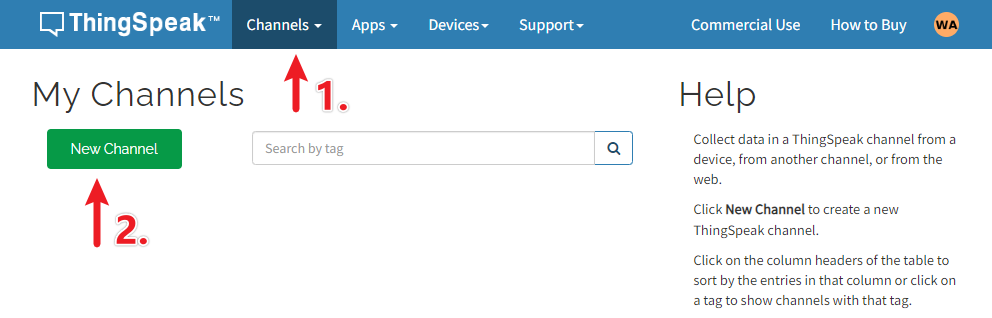 ThingSpeak™ Channels Apps Devices Support Commercial Use How to Buy WA
1.
My Channels
New Channel
Search by tag
2.
Help
Collect data in a ThingSpeak channel from a
device, from another channel, or from the
web.
Click New Channel to create a new
ThingSpeak channel.
Click on the column headers of the table to
sort by the entries in that column or click on
a tag to show channels with that tag.